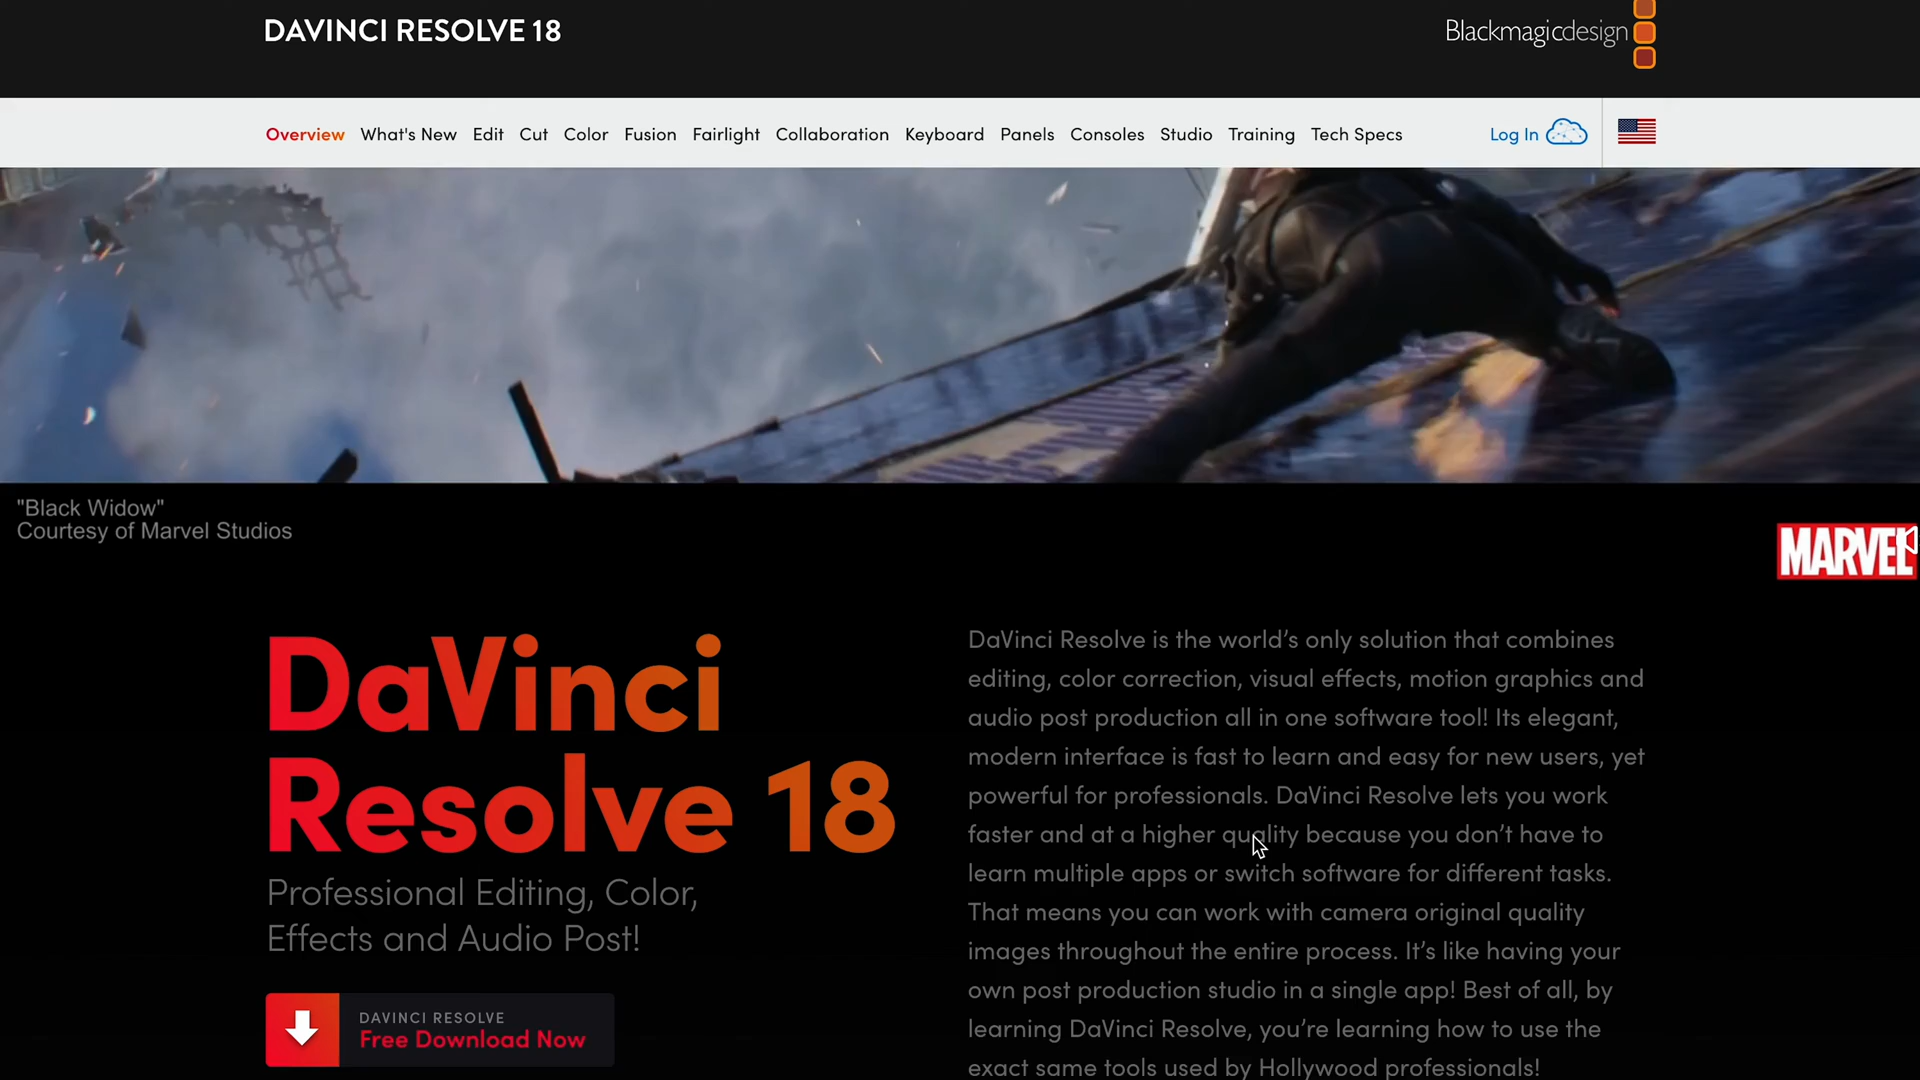 DAVINCI RESOLVE 18
Blackmagicdesign
Overview What's New Edit Cut Color Fusion Fairlight Collaboration Keyboard Panels Consoles Studio Training Tech Specs Log In
"Black Widow"
Courtesy of Marvel Studios
MARVEL
DaVinci
Resolve 18
Professional Editing, Color,
Effects and Audio Post!
DAVINCI RESOLVE
Free Download Now
DaVinci Resolve is the world’s only solution that combines
editing, color correction, visual effects, motion graphics and
audio post production all in one software tool! Its elegant,
modern interface is fast to learn and easy for new users, yet
powerful for professionals. DaVinci Resolve lets you work
faster and at a higher quality because you don’t have to
learn multiple apps or switch software for different tasks.
That means you can work with camera original quality
images throughout the entire process. It’s like having your
own post production studio in a single app! Best of all, by
learning DaVinci Resolve, you’re learning how to use the
exact same tools used by Hollywood professionals!